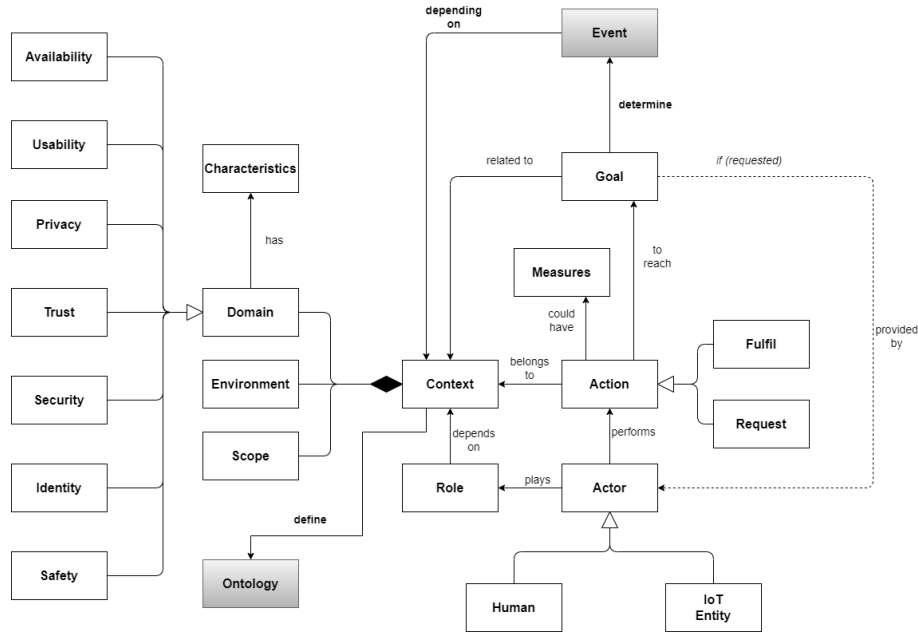 depending
on
Event
Availability
determine
Usability
Characteristics
related to
Goal
if (requested)
Privacy
has
to
reach
Measures
Trust
Domain
could
have
provided
by
Fulfil
Environment
Context
belongs
to
Action
Security
Request
depends
on
performs
Scope
Identity
Role
plays
Actor
define
Safety
Ontology
Human
IoT
Entity